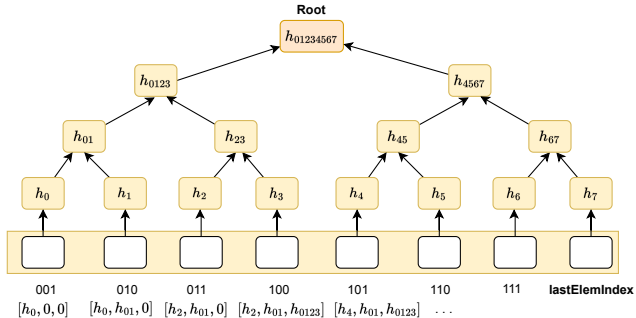 Root
h₀₁₂₃₄₅₆₇
h₀₁₂₃ h₄₅₆₇
h₀₁ h₂₃ h₄₅ h₆₇
h₀ h₁ h₂ h₃ h₄ h₅ h₆ h₇
001 010 011 100 101 110 111 lastElemIndex
[h₀, 0, 0] [h₀, h₀₁, 0] [h₂, h₀₁, 0] [h₂, h₀₁, h₀₁₂₃] [h₄, h₀₁, h₀₁₂₃] ...